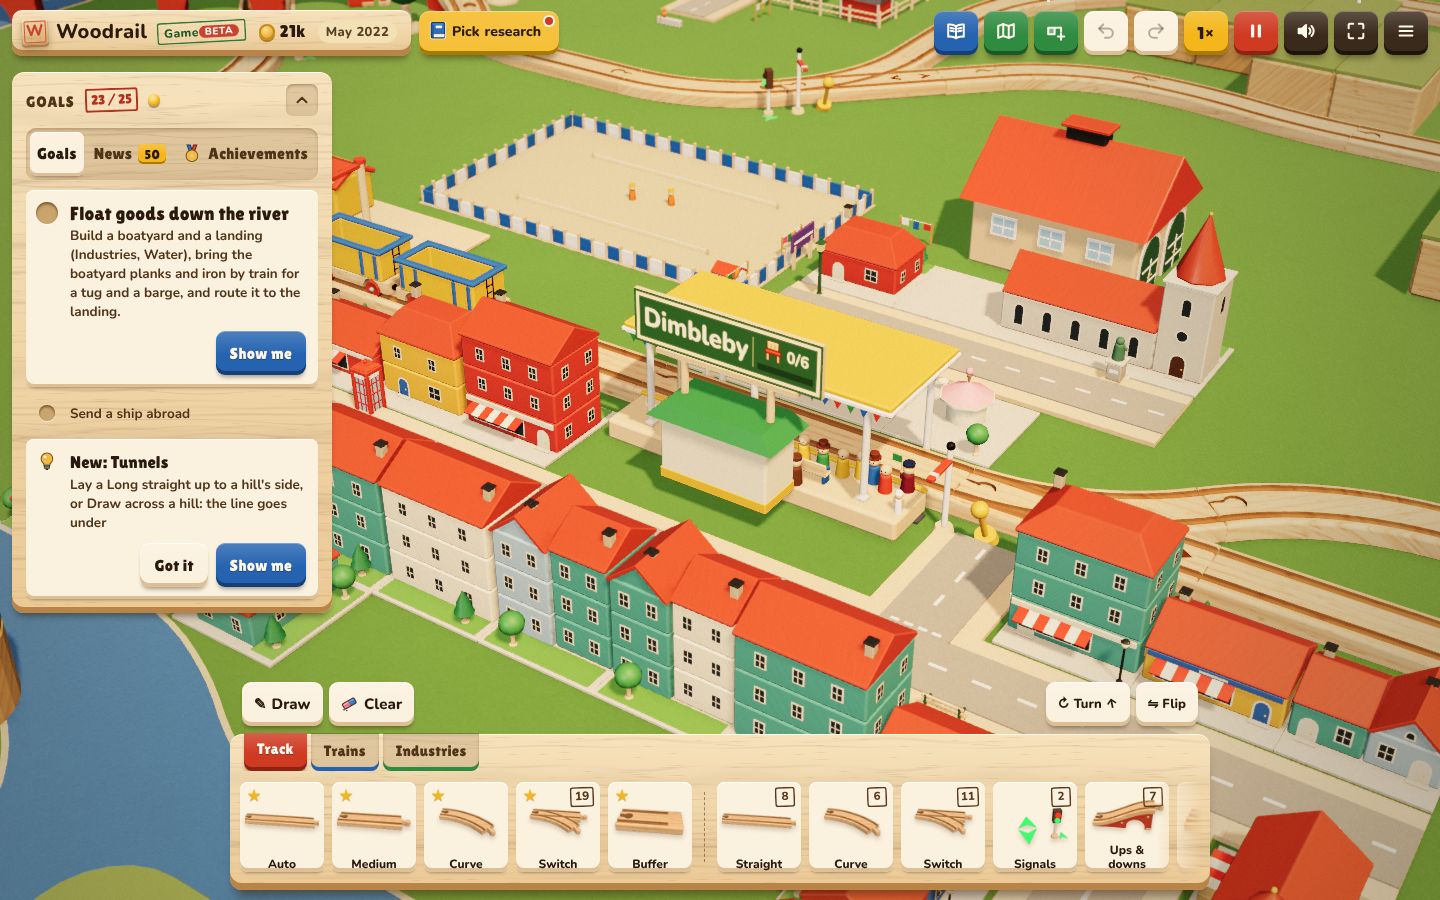 W Woodrail Game BETA 21k May 2022
Pick research
1×
GOALS 23 / 25
Goals News 50 Achievements
Float goods down the river
Build a boatyard and a landing
(Industries, Water), bring the
boatyard planks and iron by train for
a tug and a barge, and route it to the
landing.
Show me
Send a ship abroad
New: Tunnels
Lay a Long straight up to a hill's side,
or Draw across a hill: the line goes
under
Got it Show me
Dimbleby 0/6
Draw Clear
Turn ↑ Flip
Track Trains Industries
19 8 6 11 2 7
Auto Medium Curve Switch Buffer Straight Curve Switch Signals Ups &
downs